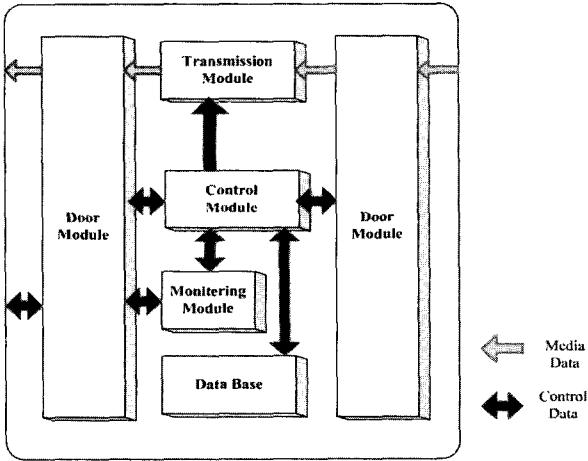 Transmission
Module
Control
Module
Door
Module
Door
Module
Monitering
Module
Data Base
Media
Data
Control
Data